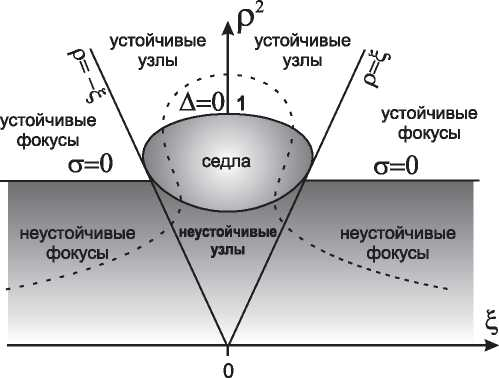 ρ²
устойчивые
узлы
устойчивые
узлы
ρ=-ξ
ρ=ξ
Δ=0
1
устойчивые
фокусы
устойчивые
фокусы
σ=0
седла
σ=0
неустойчивые
фокусы
неустойчивые
узлы
неустойчивые
фокусы
ξ
0